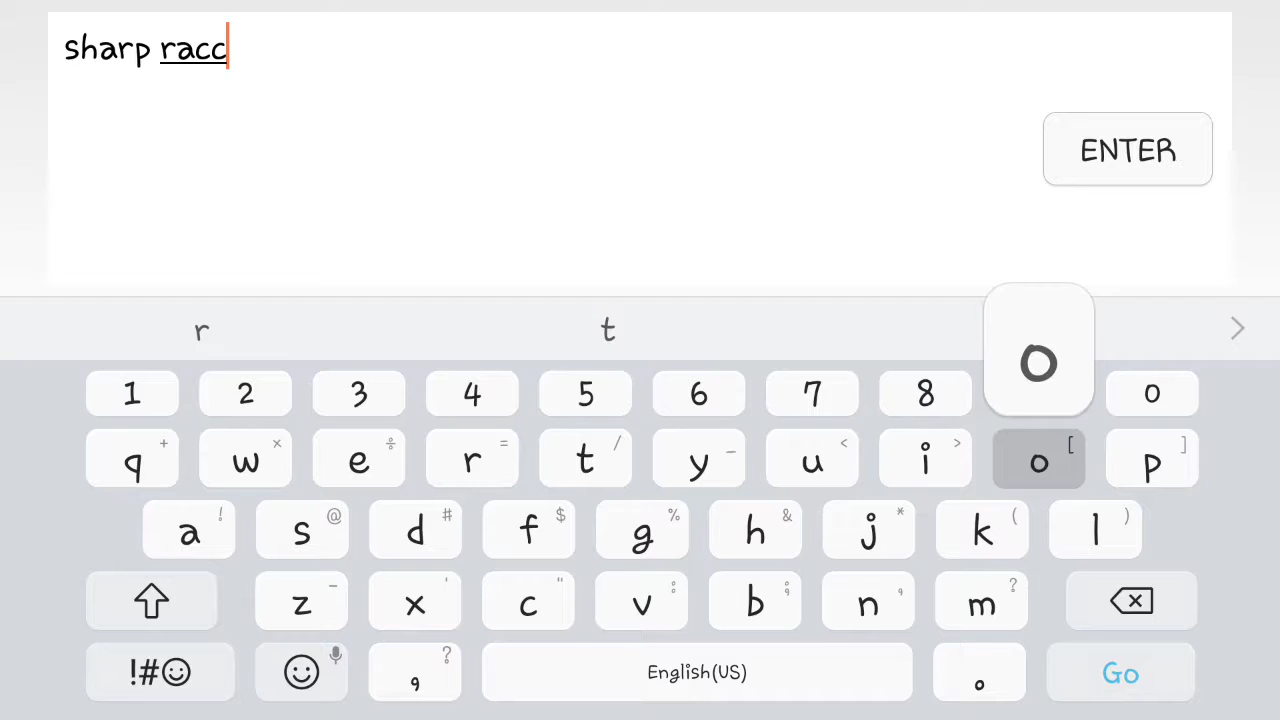 sharp racc
ENTER
r t
o
1 2 3 4 5 6 7 8 0
q + w × e ÷ r = t / y _ u < i > o [ p ]
a ! s @ d # f $ g % h & j * k ( l )
z - x ' c " v : b ; n , m ?
!#☺ , ? English(US) . Go